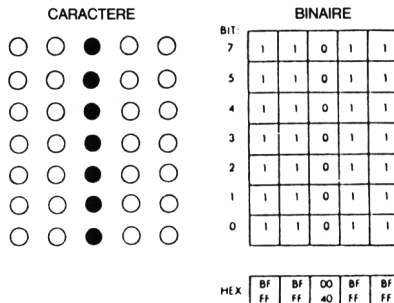 CARACTERE BINAIRE
BIT:
7 1 1 0 1 1
5 1 1 0 1 1
4 1 1 0 1 1
3 1 1 0 1 1
2 1 1 0 1 1
1 1 1 0 1 1
0 1 1 0 1 1
HEX BF BF 00 BF BF
FF FF 40 FF FF